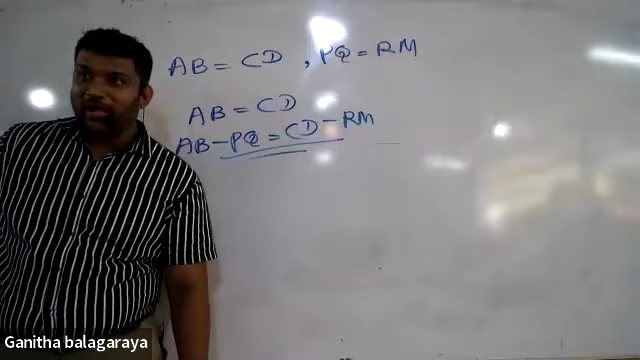 AB = CD , PQ = RM
AB = CD
AB - PQ = CD - RM
Ganitha balagaraya